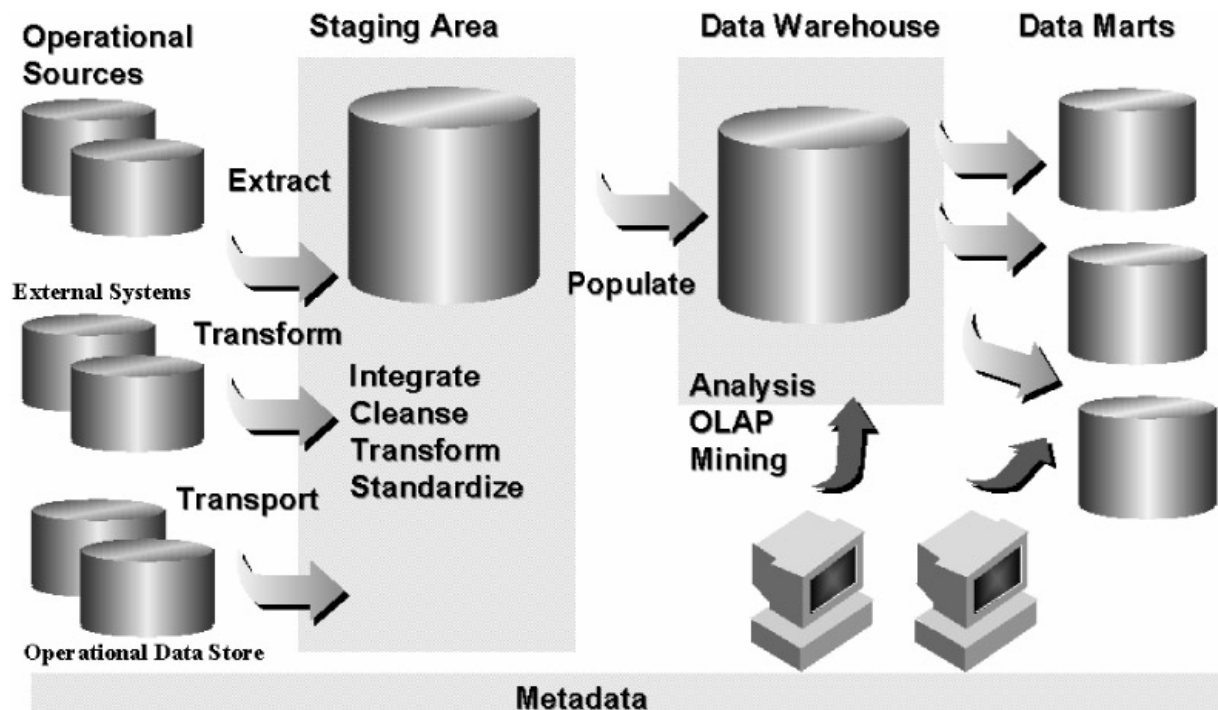 Operational
Sources
Staging Area
Data Warehouse
Data Marts
Extract
External Systems
Transform
Populate
Integrate
Cleanse
Transform
Standardize
Analysis
OLAP
Mining
Transport
Operational Data Store
Metadata